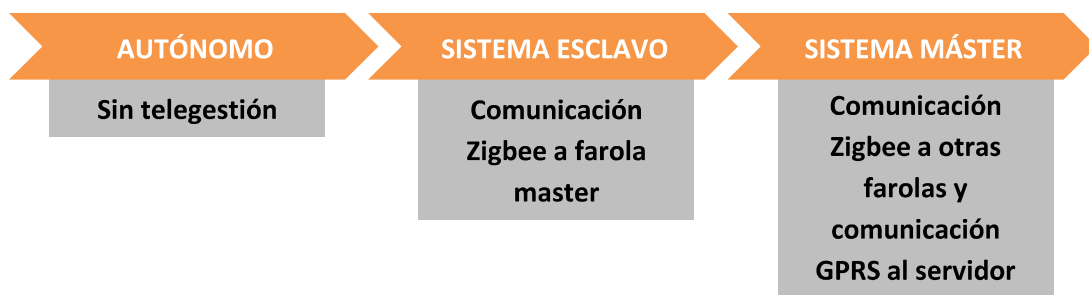 AUTÓNOMO
Sin telegestión
SISTEMA ESCLAVO
Comunicación
Zigbee a farola
master
SISTEMA MÁSTER
Comunicación
Zigbee a otras
farolas y
comunicación
GPRS al servidor